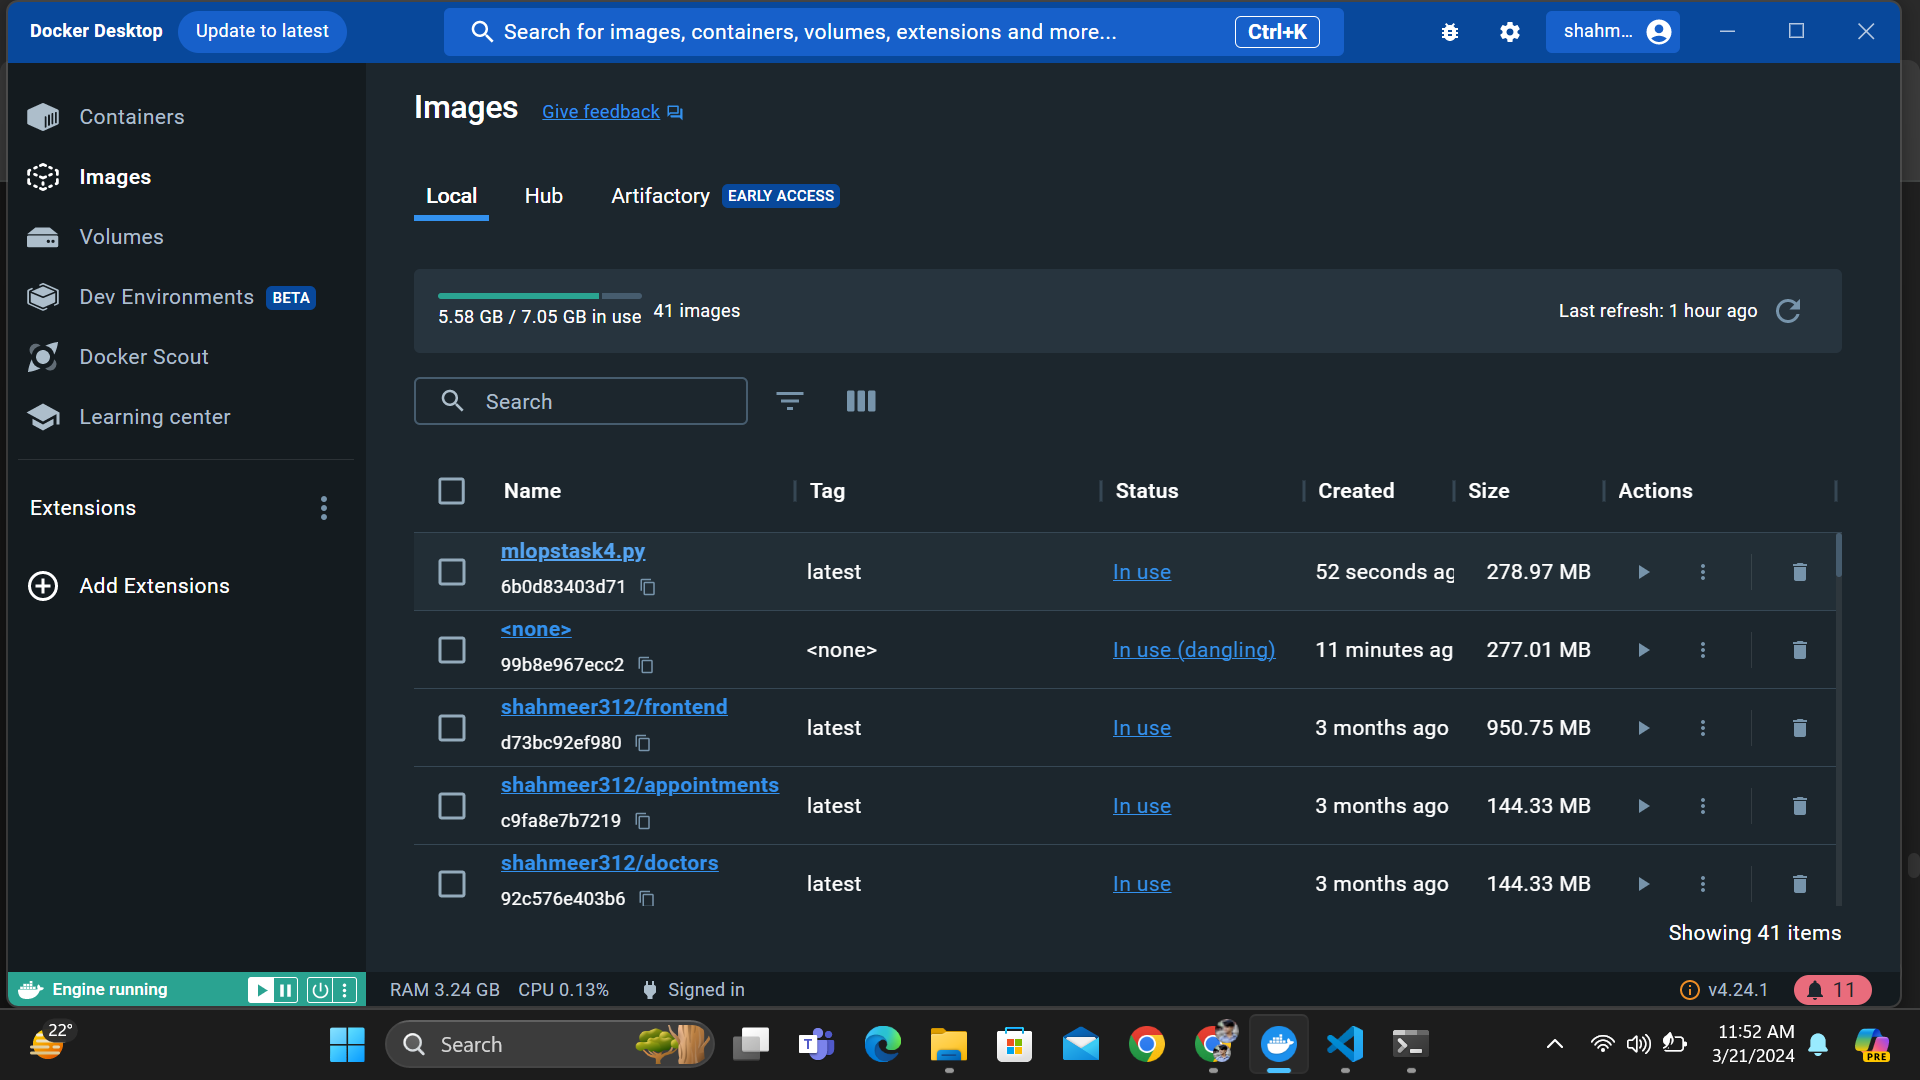 Docker Desktop
Update to latest
Search for images, containers, volumes, extensions and more...
Ctrl+K
shahm...
Containers
Images
Volumes
Dev Environments BETA
Docker Scout
Learning center
Extensions
Add Extensions
Images
Give feedback
Local
Hub
Artifactory EARLY ACCESS
5.58 GB / 7.05 GB in use
41 images
Last refresh: 1 hour ago
Search
Name Tag Status Created Size Actions
mlopstask4.py
6b0d83403d71
latest In use 52 seconds ag 278.97 MB
<none>
99b8e967ecc2
<none> In use (dangling) 11 minutes ag 277.01 MB
shahmeer312/frontend
d73bc92ef980
latest In use 3 months ago 950.75 MB
shahmeer312/appointments
c9fa8e7b7219
latest In use 3 months ago 144.33 MB
shahmeer312/doctors
92c576e403b6
latest In use 3 months ago 144.33 MB
Showing 41 items
Engine running
RAM 3.24 GB CPU 0.13% Signed in
v4.24.1
11
22°
Search
T
11:52 AM
3/21/2024
PRE